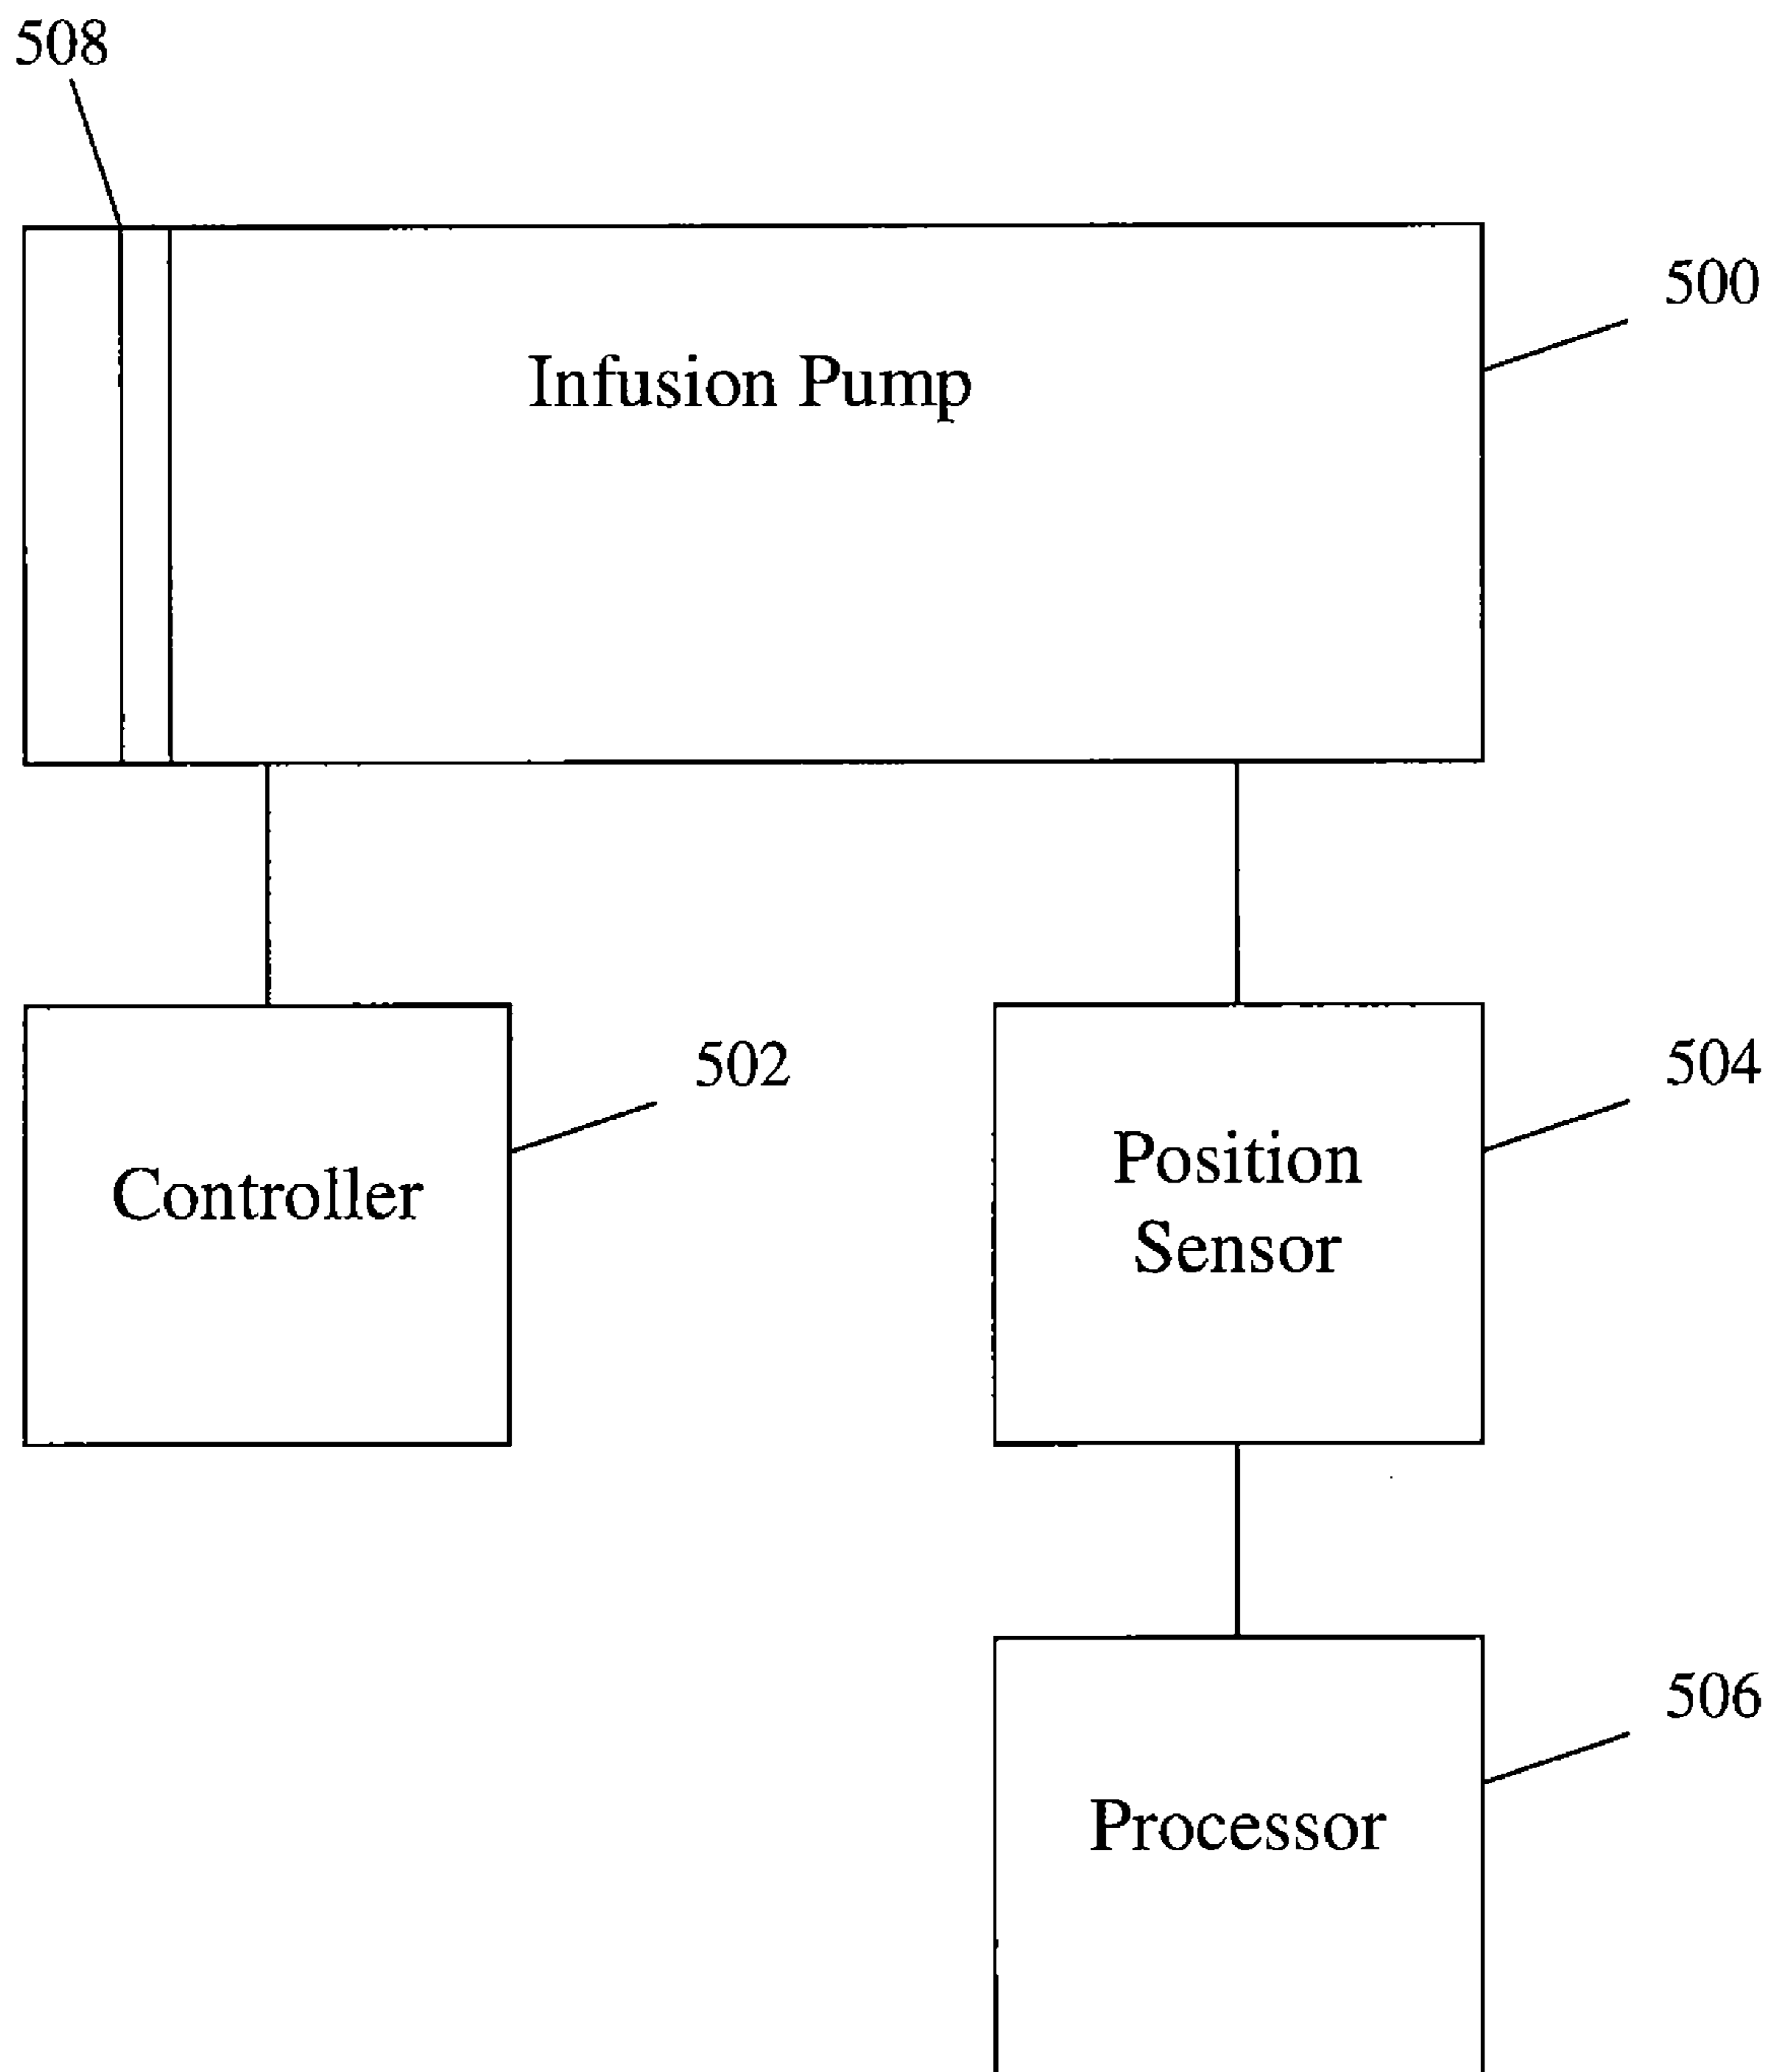 508
500
Infusion Pump
502
504
Controller
Position
Sensor
506
Processor